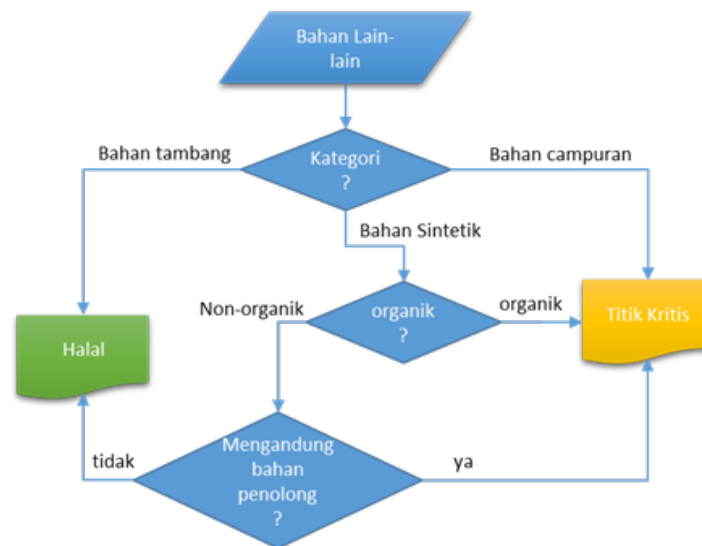 Bahan Lain-
lain
Bahan tambang
Kategori
?
Bahan campuran
Bahan Sintetik
Non-organik
organik
?
organik
Titik Kritis
Halal
tidak
Mengandung
bahan
penolong
?
ya